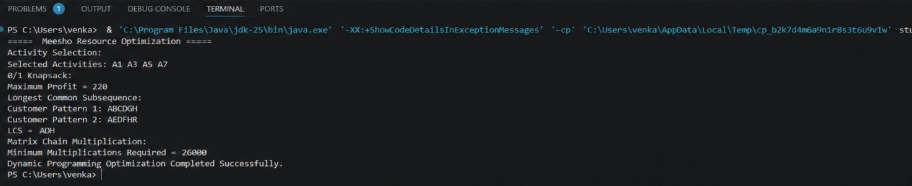 PROBLEMS 1 OUTPUT DEBUG CONSOLE TERMINAL PORTS
PS C:\Users\venka> & 'C:\Program Files\Java\jdk-25\bin\java.exe' '-XX:+ShowCodeDetailsInExceptionMessages' '-cp' 'C:\Users\venka\AppData\Local\Temp\cp_b2k7d4m6a9n1r8s3t6u9v1w' stu
===== Meesho Resource Optimization =====
Activity Selection:
Selected Activities: A1 A3 A5 A7
0/1 Knapsack:
Maximum Profit = 220
Longest Common Subsequence:
Customer Pattern 1: ABCDGH
Customer Pattern 2: AEDFHR
LCS = ADH
Matrix Chain Multiplication:
Minimum Multiplications Required = 26000
Dynamic Programming Optimization Completed Successfully.
PS C:\Users\venka>